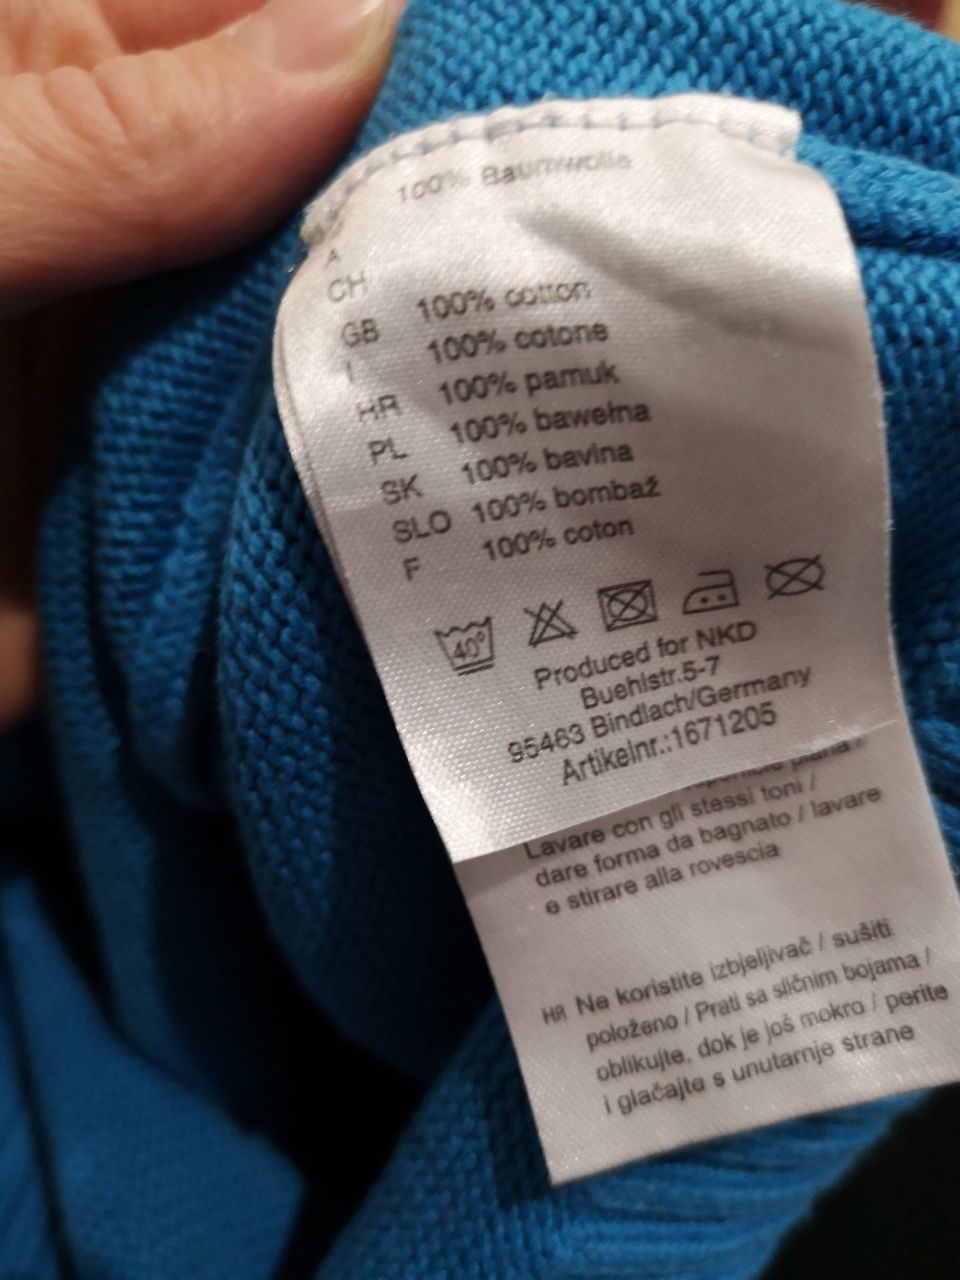 100% Baumwolle
A
CH
GB 100% cotton
I 100% cotone
HR 100% pamuk
PL 100% bawełna
SK 100% bavlna
SLO 100% bombaž
F 100% coton
40°
Produced for NKD
Buehlstr.5-7
95463 Bindlach/Germany
Artikelnr.:1671205
Lavare con gli stessi toni /
dare forma da bagnato / lavare
e stirare alla rovescia
HR Ne koristite izbjeljivač / sušiti
položeno / Prati sa sličnim bojama /
oblikujte, dok je još mokro / perite
i glačajte s unutarnje strane